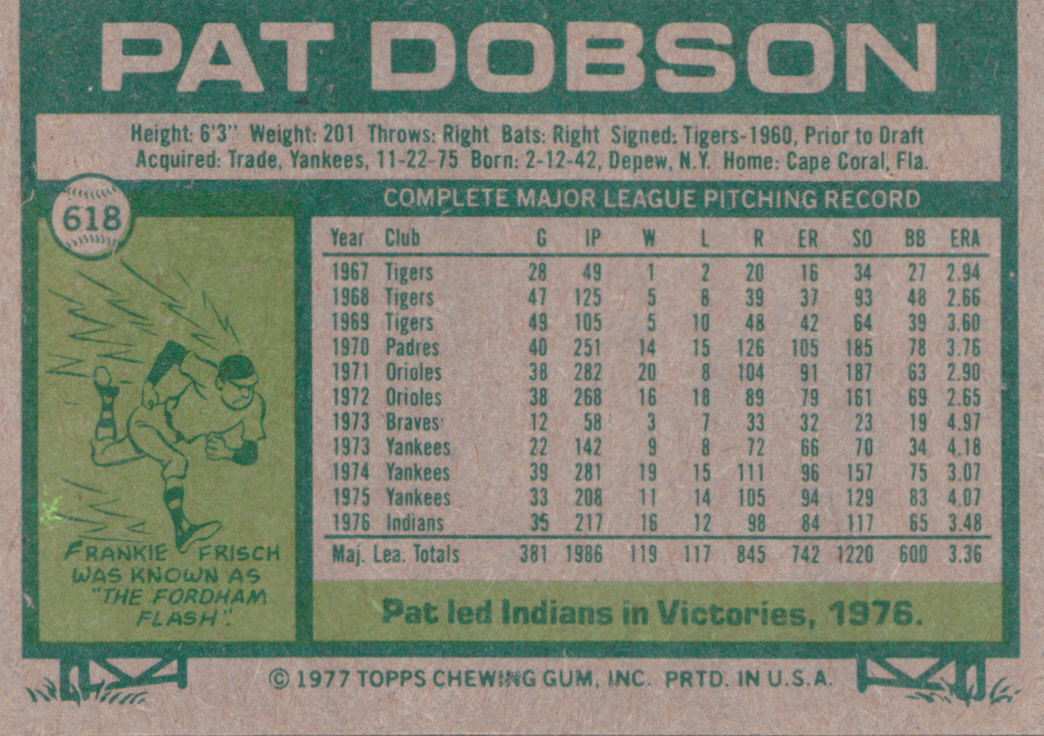 PAT DOBSON
Height: 6'3" Weight: 201 Throws: Right Bats: Right Signed: Tigers-1960, Prior to Draft
Acquired: Trade, Yankees, 11-22-75 Born: 2-12-42, Depew, N.Y. Home: Cape Coral, Fla.
618
COMPLETE MAJOR LEAGUE PITCHING RECORD
Year Club G IP W L R ER SO BB ERA
1967 Tigers 28 49 1 2 20 16 34 27 2.94
1968 Tigers 47 125 5 8 39 37 93 48 2.66
1969 Tigers 49 105 5 10 48 42 64 39 3.60
1970 Padres 40 251 14 15 126 105 185 78 3.76
1971 Orioles 38 282 20 8 104 91 187 63 2.90
1972 Orioles 38 268 16 18 89 79 161 69 2.65
1973 Braves 12 58 3 7 33 32 23 19 4.97
1973 Yankees 22 142 9 8 72 66 70 34 4.18
1974 Yankees 39 281 19 15 111 96 157 75 3.07
1975 Yankees 33 208 11 14 105 94 129 83 4.07
1976 Indians 35 217 16 12 98 84 117 65 3.48
Maj. Lea. Totals 381 1986 119 117 845 742 1220 600 3.36
FRANKIE FRISCH
WAS KNOWN AS
"THE FORDHAM
FLASH".
Pat led Indians in Victories, 1976.
© 1977 TOPPS CHEWING GUM, INC. PRTD. IN U.S.A.